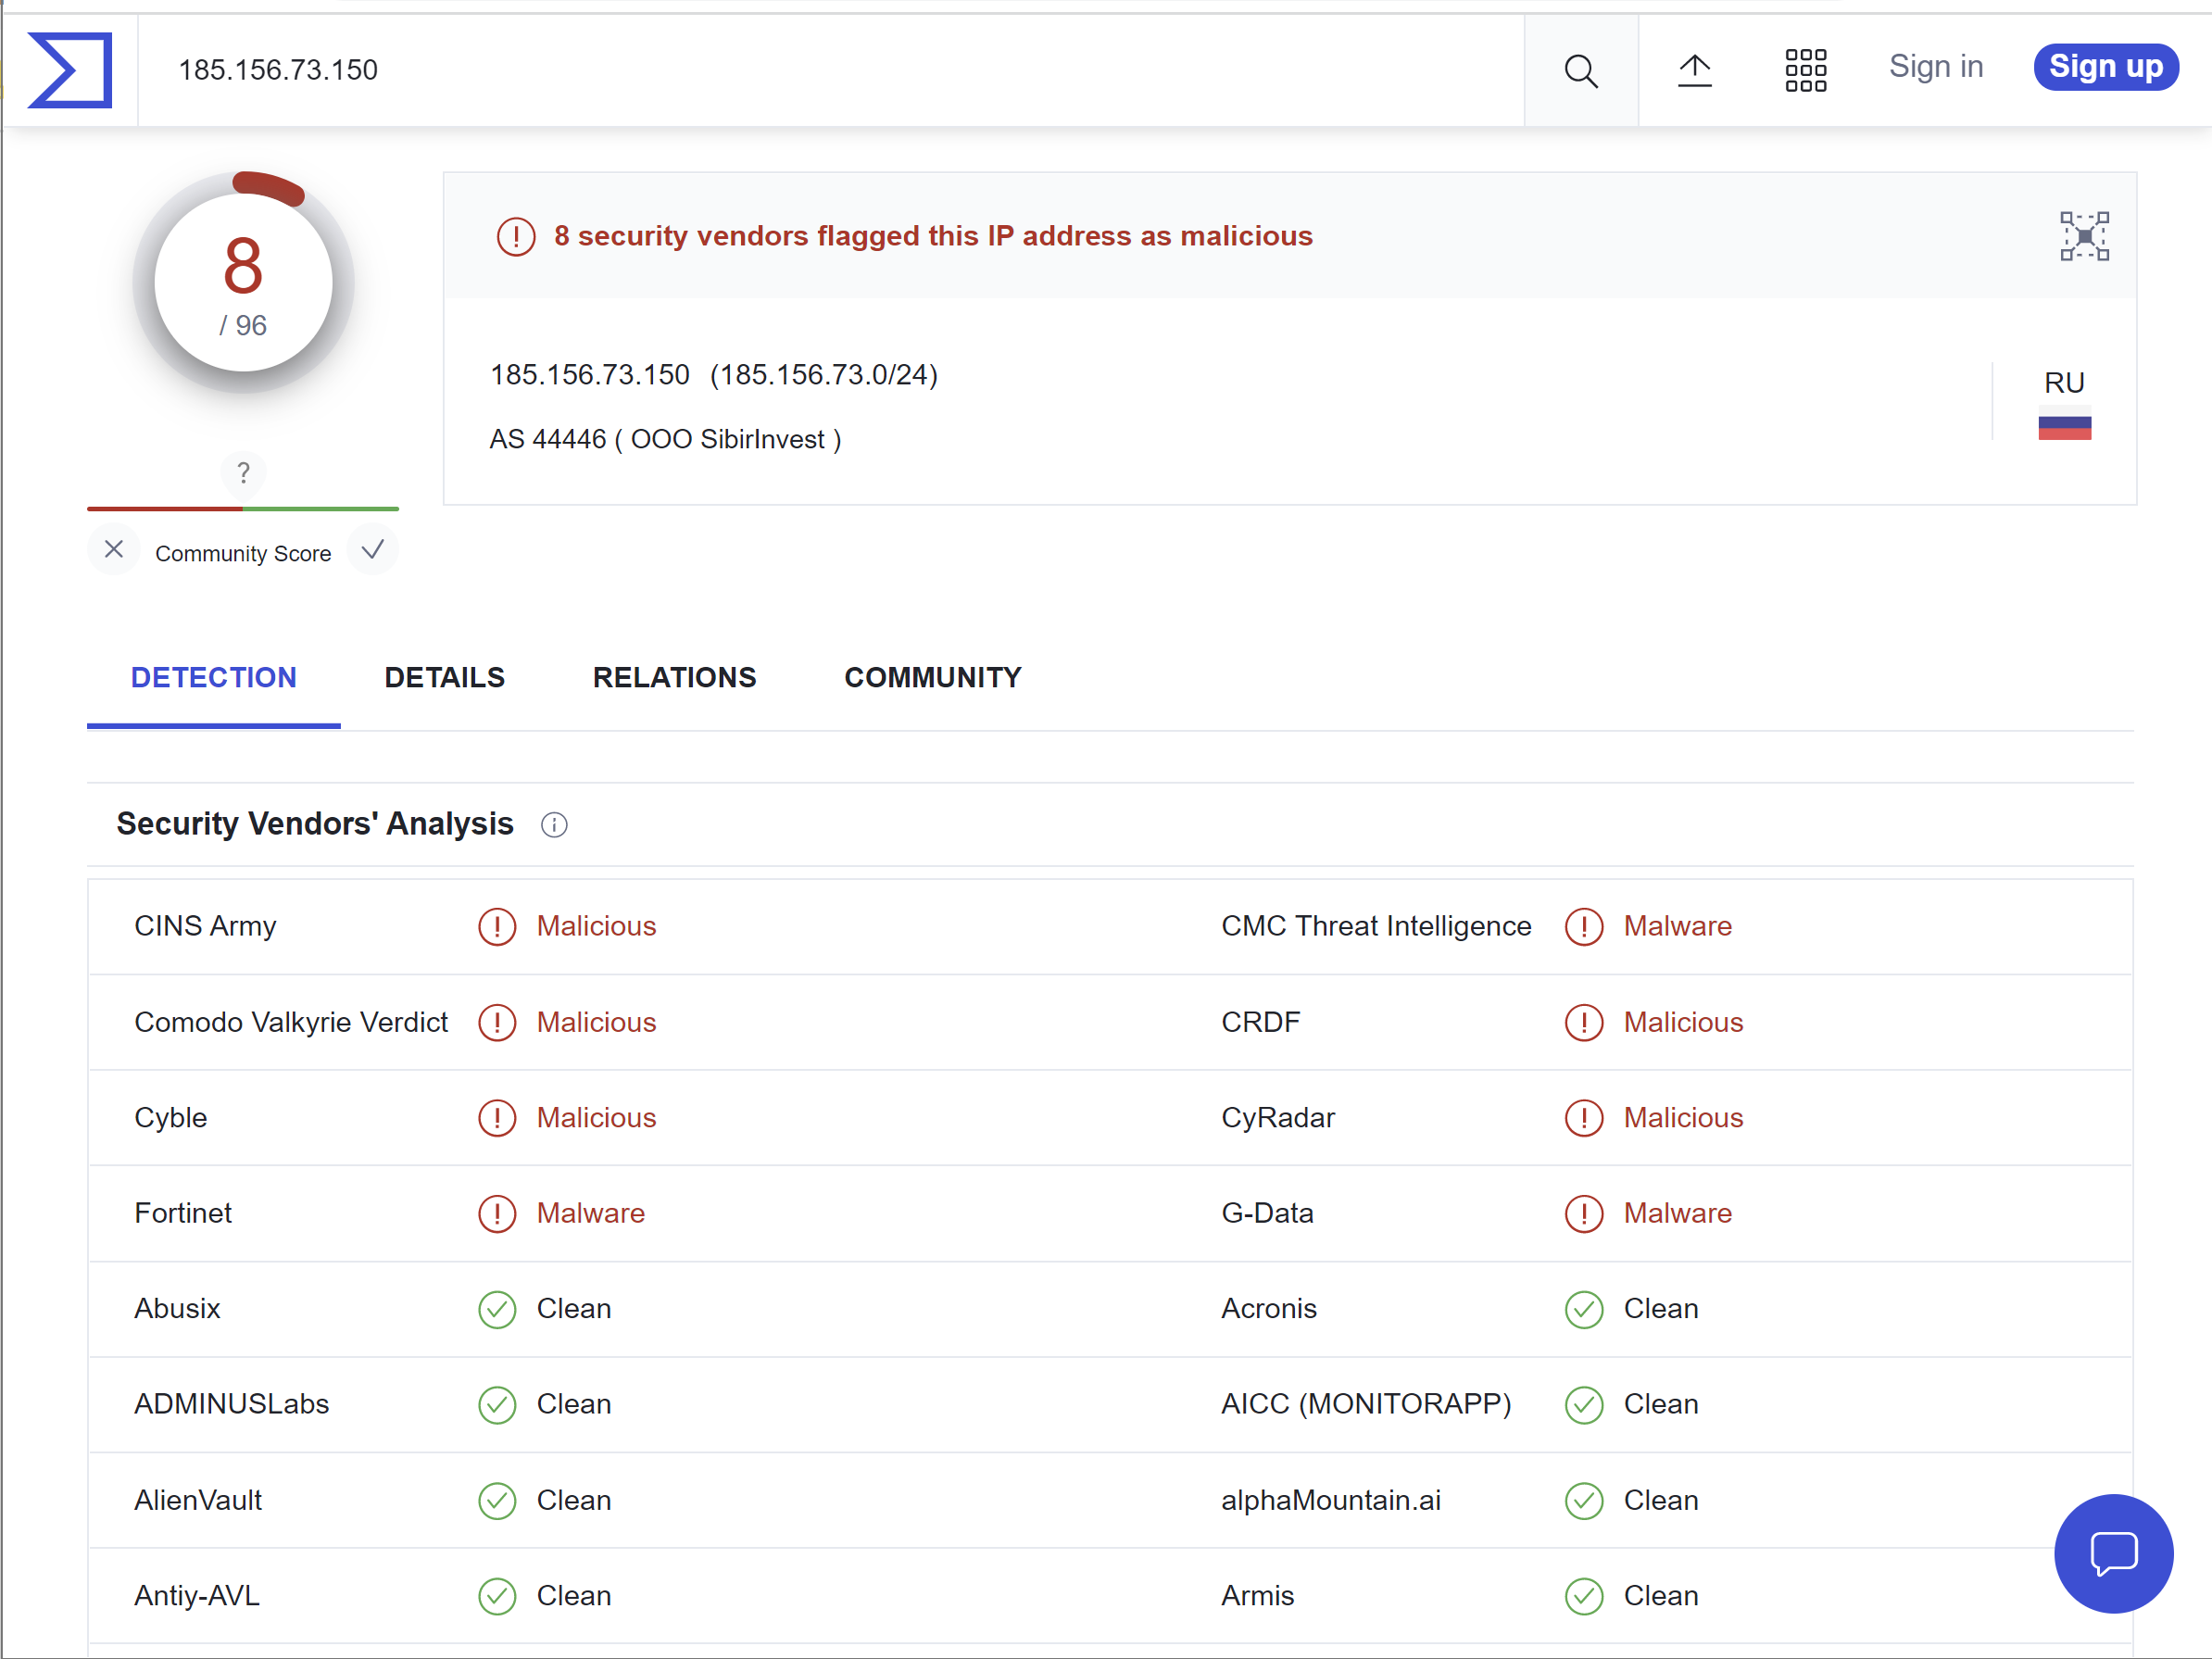 185.156.73.150
Sign in
Sign up
8
/ 96
8 security vendors flagged this IP address as malicious
185.156.73.150 (185.156.73.0/24)
AS 44446 ( OOO SibirInvest )
RU
?
Community Score
DETECTION DETAILS RELATIONS COMMUNITY
Security Vendors' Analysis
CINS Army Malicious CMC Threat Intelligence Malware
Comodo Valkyrie Verdict Malicious CRDF Malicious
Cyble Malicious CyRadar Malicious
Fortinet Malware G-Data Malware
Abusix Clean Acronis Clean
ADMINUSLabs Clean AICC (MONITORAPP) Clean
AlienVault Clean alphaMountain.ai Clean
Antiy-AVL Clean Armis Clean